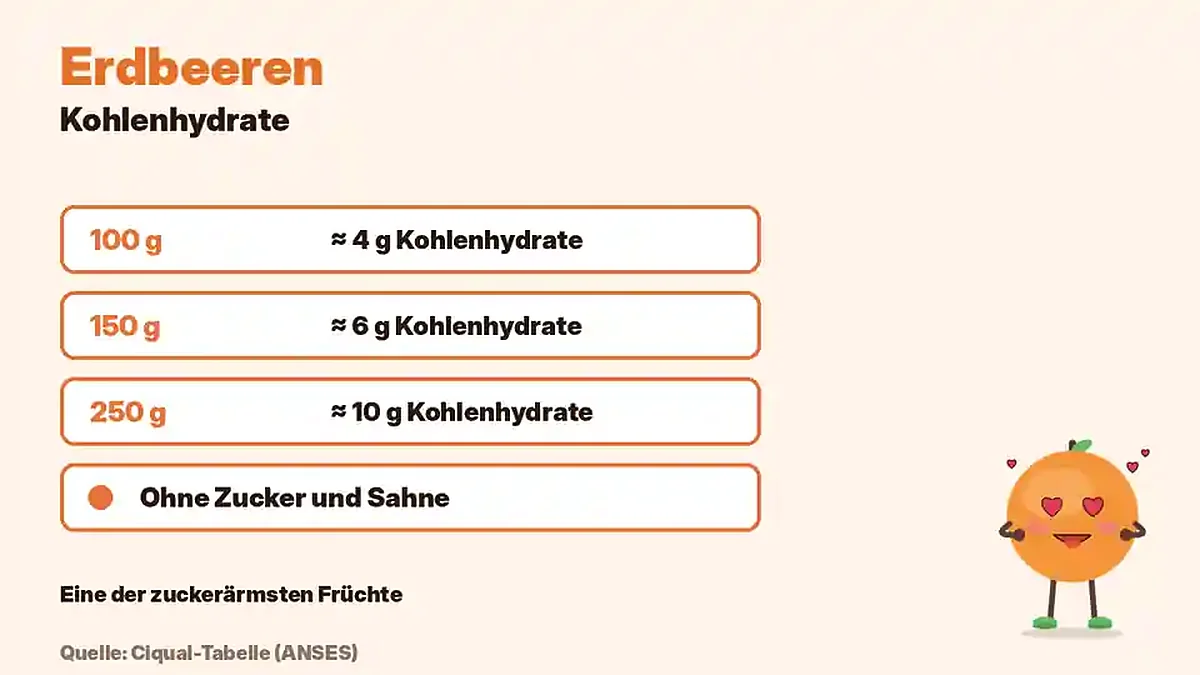 Erdbeeren
Kohlenhydrate
100 g ≈ 4 g Kohlenhydrate
150 g ≈ 6 g Kohlenhydrate
250 g ≈ 10 g Kohlenhydrate
Ohne Zucker und Sahne
Eine der zuckerärmsten Früchte
Quelle: Ciqual-Tabelle (ANSES)